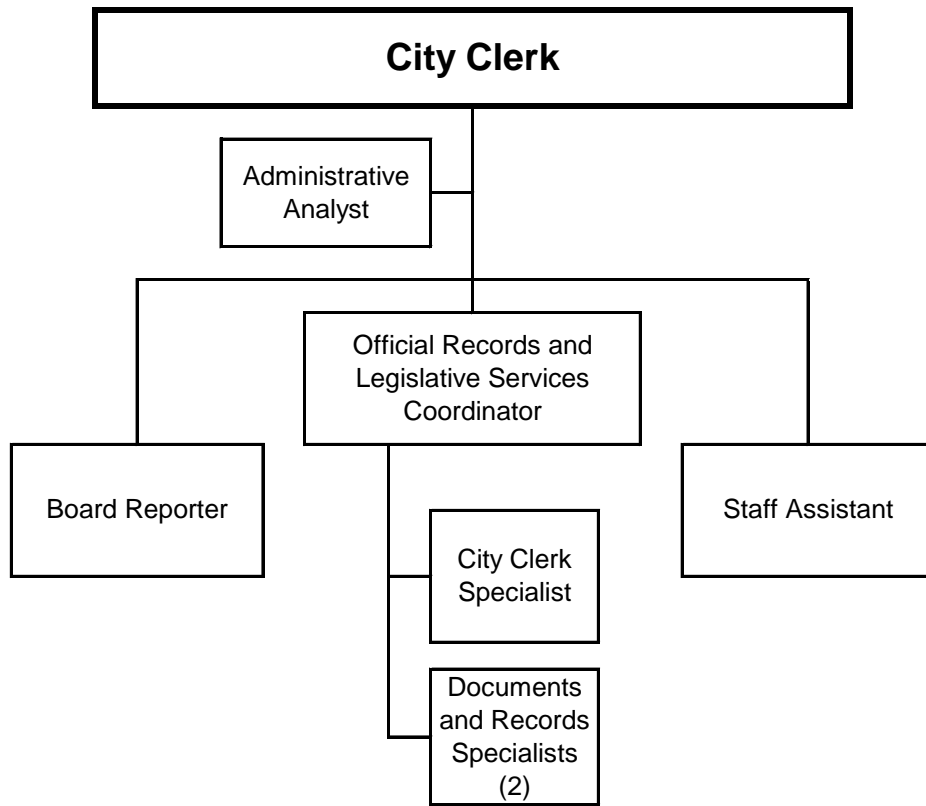 City Clerk
Administrative
Analyst
Official Records and
Legislative Services
Coordinator
Board Reporter
Staff Assistant
City Clerk
Specialist
Documents
and Records
Specialists
(2)